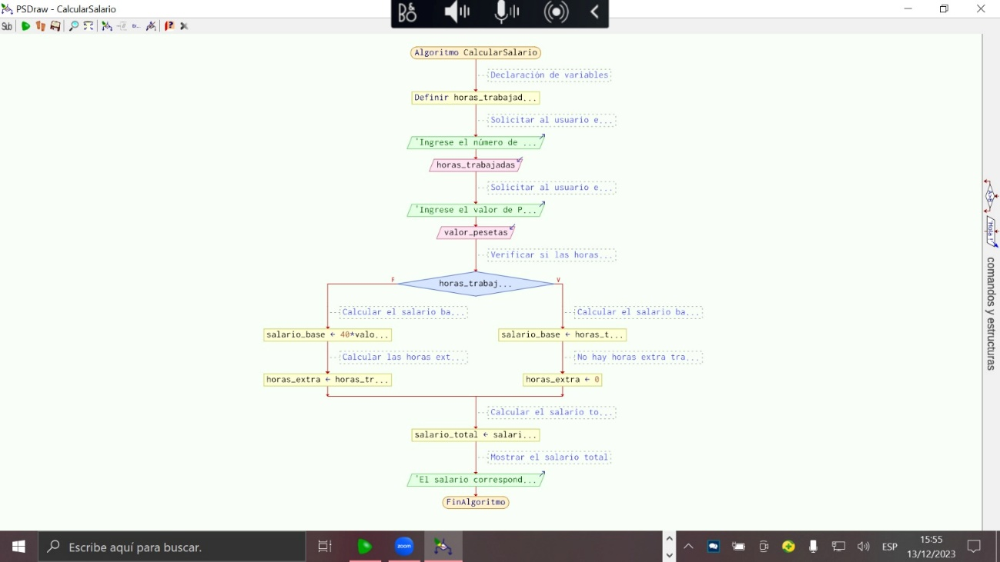 PSDraw - CalcularSalario
Sub
Algoritmo CalcularSalario
Declaración de variables
Definir horas_trabajad...
Solicitar al usuario e...
'Ingrese el número de ...
horas_trabajadas
Solicitar al usuario e...
'Ingrese el valor de P...
valor_pesetas
Verificar si las horas...
F
V
horas_trabaj...
Calcular el salario ba...
Calcular el salario ba...
salario_base ← 40*valo...
salario_base ← horas_t...
Calcular las horas ext...
No hay horas extra tra...
horas_extra ← horas_tr...
horas_extra ← 0
Calcular el salario to...
salario_total ← salari...
Mostrar el salario total
'El salario correspond...
FinAlgoritmo
A>B
'Hola !'
comandos y estructuras
Escribe aquí para buscar.
zoom
ESP
15:55
13/12/2023